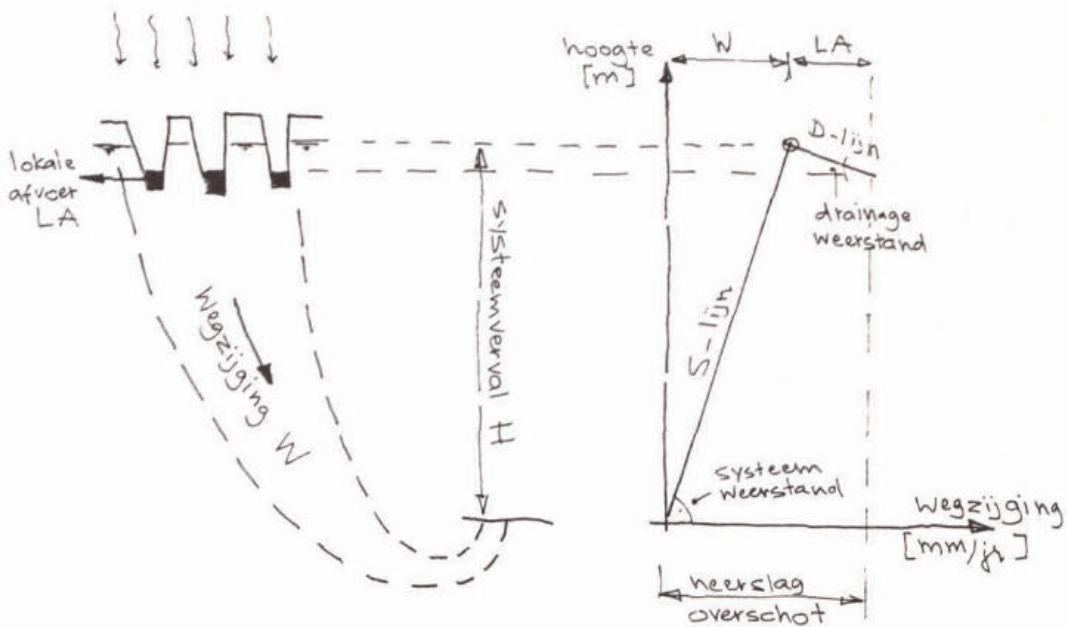 lokale
afvoer
LA
Wegzijging W
systeemverval H
hoogte
[m]
W
LA
D-lijn
drainage
weerstand
S-lijn
systeem
weerstand
Wegzijging
[mm/jr]
neerslag
overschot